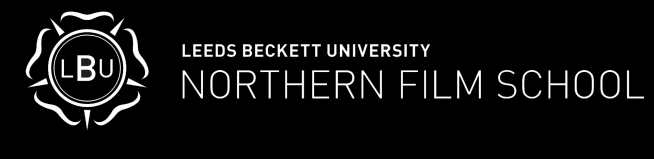 LBU
LEEDS BECKETT UNIVERSITY
NORTHERN FILM SCHOOL